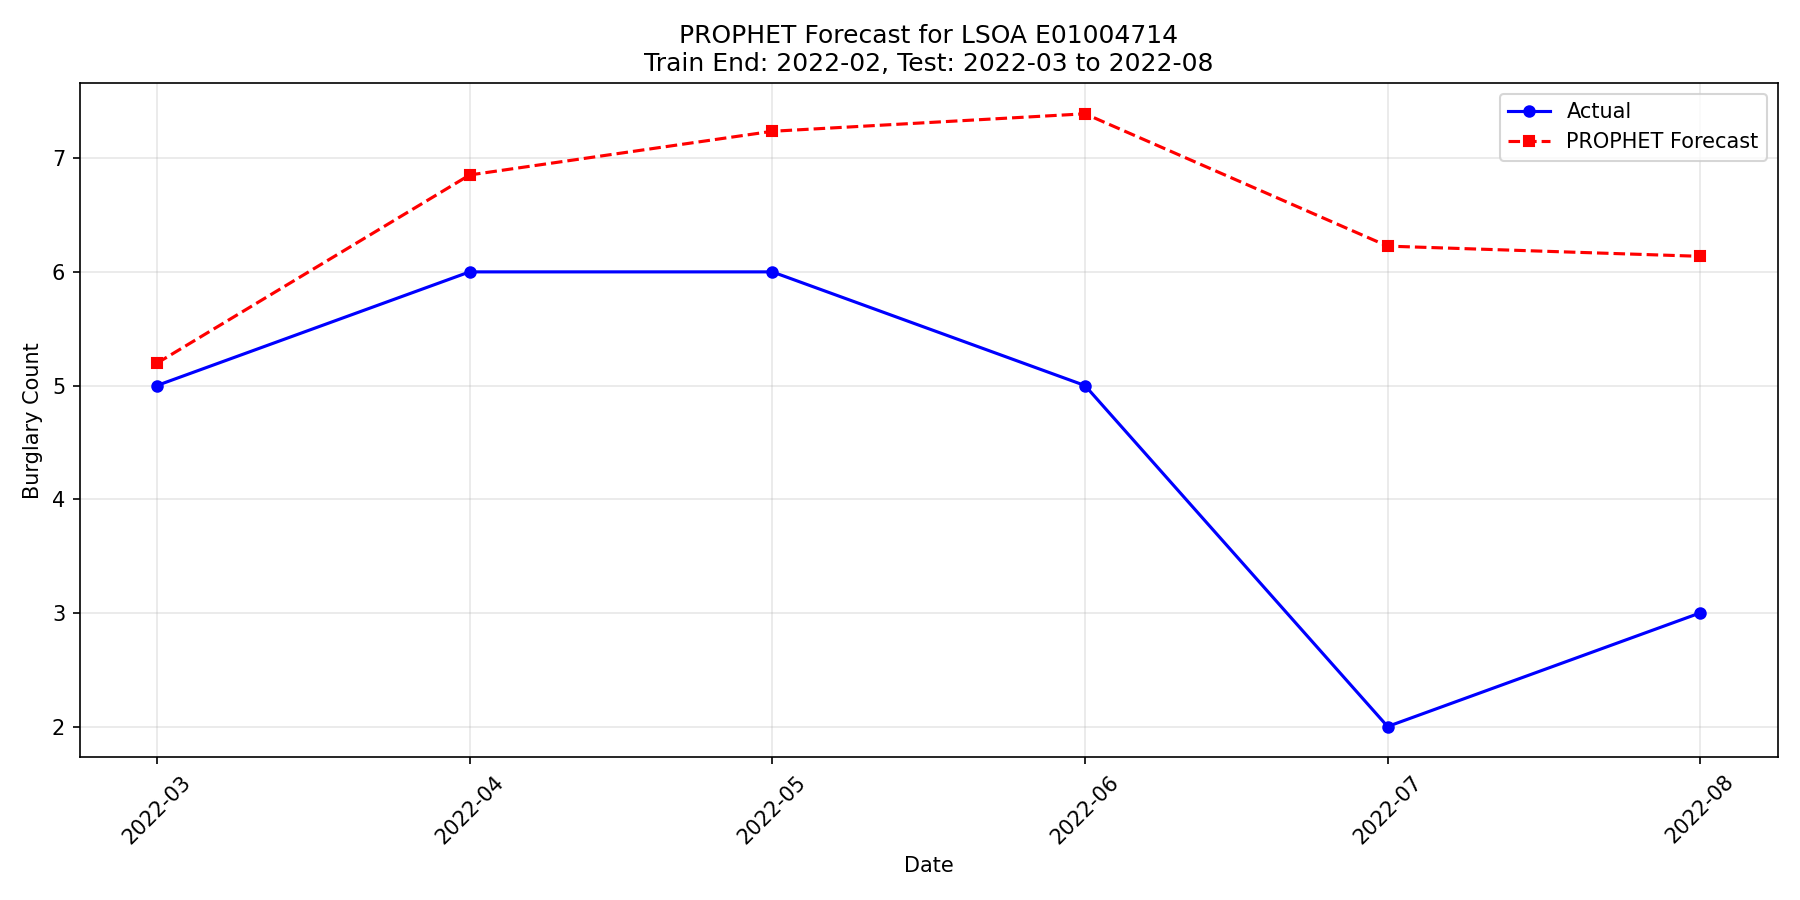 PROPHET Forecast for LSOA E01004714
Train End: 2022-02, Test: 2022-03 to 2022-08
Actual
PROPHET Forecast
Burglary Count
7
6
5
4
3
2
2022-03
2022-04
2022-05
2022-06
2022-07
2022-08
Date